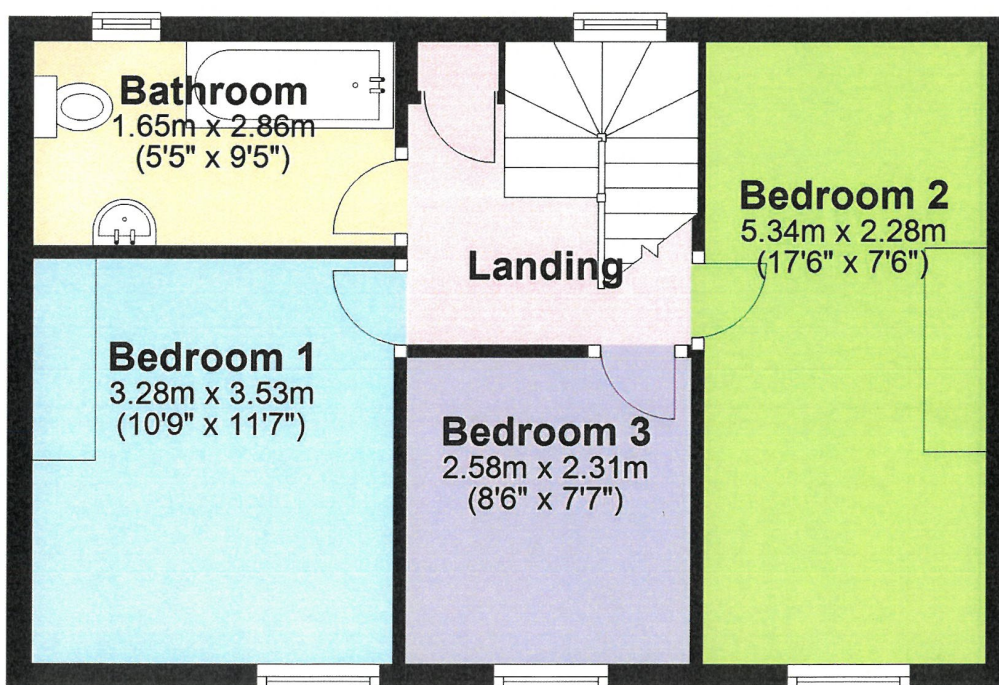 Bathroom
1.65m x 2.86m
(5'5" x 9'5")
Bedroom 2
5.34m x 2.28m
(17'6" x 7'6")
Landing
Bedroom 1
3.28m x 3.53m
(10'9" x 11'7")
Bedroom 3
2.58m x 2.31m
(8'6" x 7'7")